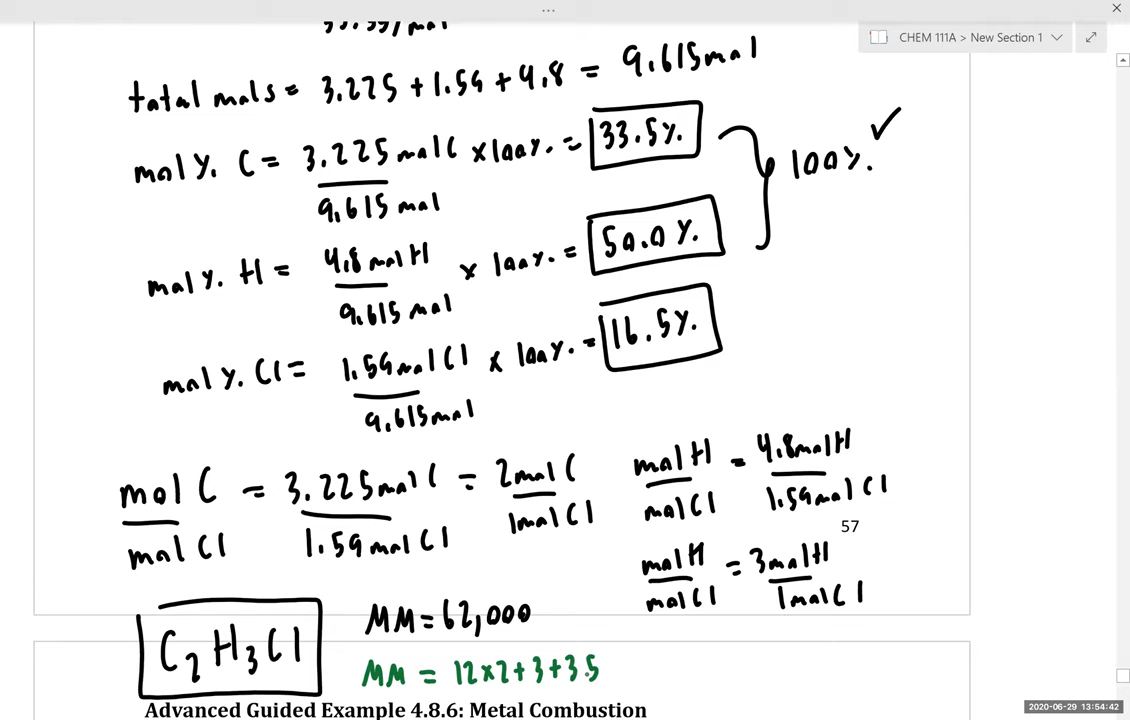 CHEM 111A > New Section 1
total mols = 3.275 + 1.59 + 4.8 = 9.615 mol
mol %. C = 3.225 mol C x 100 %. = 33.5 %.
9.615 mol
100 %. ✓
mol %. H = 4.8 mol H x 100 %. = 50.0 %.
9.615 mol
mol %. Cl = 1.59 mol Cl x 100 %. = 16.5 %.
9.615 mol
mol C = 3.225 mol C = 2 mol C
mol Cl 1.59 mol Cl 1 mol Cl
mol H = 4.8 mol H
mol Cl 1.59 mol Cl
57
mol H = 3 mol H
mol Cl 1 mol Cl
C2H3Cl
MM = 62,000
MM = 12x2 + 3 + 3.5
Advanced Guided Example 4.8.6: Metal Combustion
2020-06-29 13:54:42